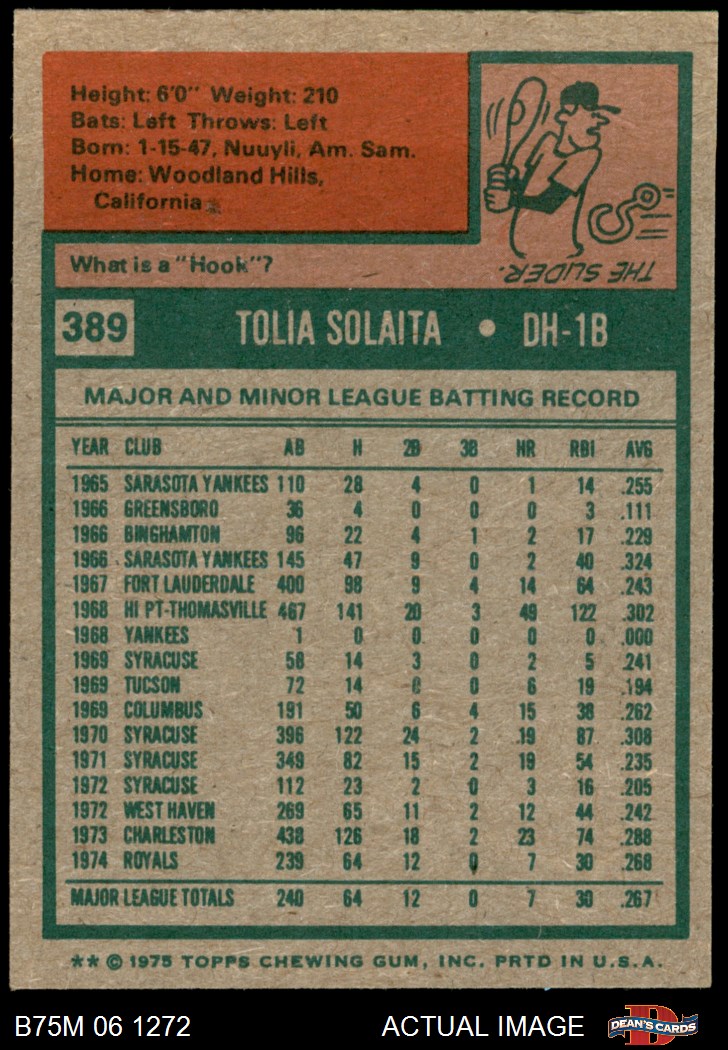 Height: 6'0" Weight: 210
Bats: Left Throws: Left
Born: 1-15-47, Nuuyli, Am. Sam.
Home: Woodland Hills,
California
THE SLIDER.
What is a "Hook"?
389 TOLIA SOLAITA • DH-1B
MAJOR AND MINOR LEAGUE BATTING RECORD
YEAR CLUB AB H 2B 3B HR RBI AVG
1965 SARASOTA YANKEES 110 28 4 0 1 14 .255
1966 GREENSBORO 36 4 0 0 0 3 .111
1966 BINGHAMTON 96 22 4 1 2 17 .229
1966 SARASOTA YANKEES 145 47 9 0 2 40 .324
1967 FORT LAUDERDALE 400 98 9 4 14 64 .243
1968 HI PT-THOMASVILLE 467 141 20 3 49 122 .302
1968 YANKEES 1 0 0 0 0 0 .000
1969 SYRACUSE 58 14 3 0 2 5 .241
1969 TUCSON 72 14 0 0 6 19 .194
1969 COLUMBUS 191 50 6 4 15 38 .262
1970 SYRACUSE 396 122 24 2 19 87 .308
1971 SYRACUSE 349 82 15 2 19 54 .235
1972 SYRACUSE 112 23 2 0 3 16 .205
1972 WEST HAVEN 269 65 11 2 12 44 .242
1973 CHARLESTON 438 126 18 2 23 74 .288
1974 ROYALS 239 64 12 0 7 30 .268
MAJOR LEAGUE TOTALS 240 64 12 0 7 30 .267
** © 1975 TOPPS CHEWING GUM, INC. PRTD IN U.S.A.
B75M 06 1272 ACTUAL IMAGE DEAN'S CARDS